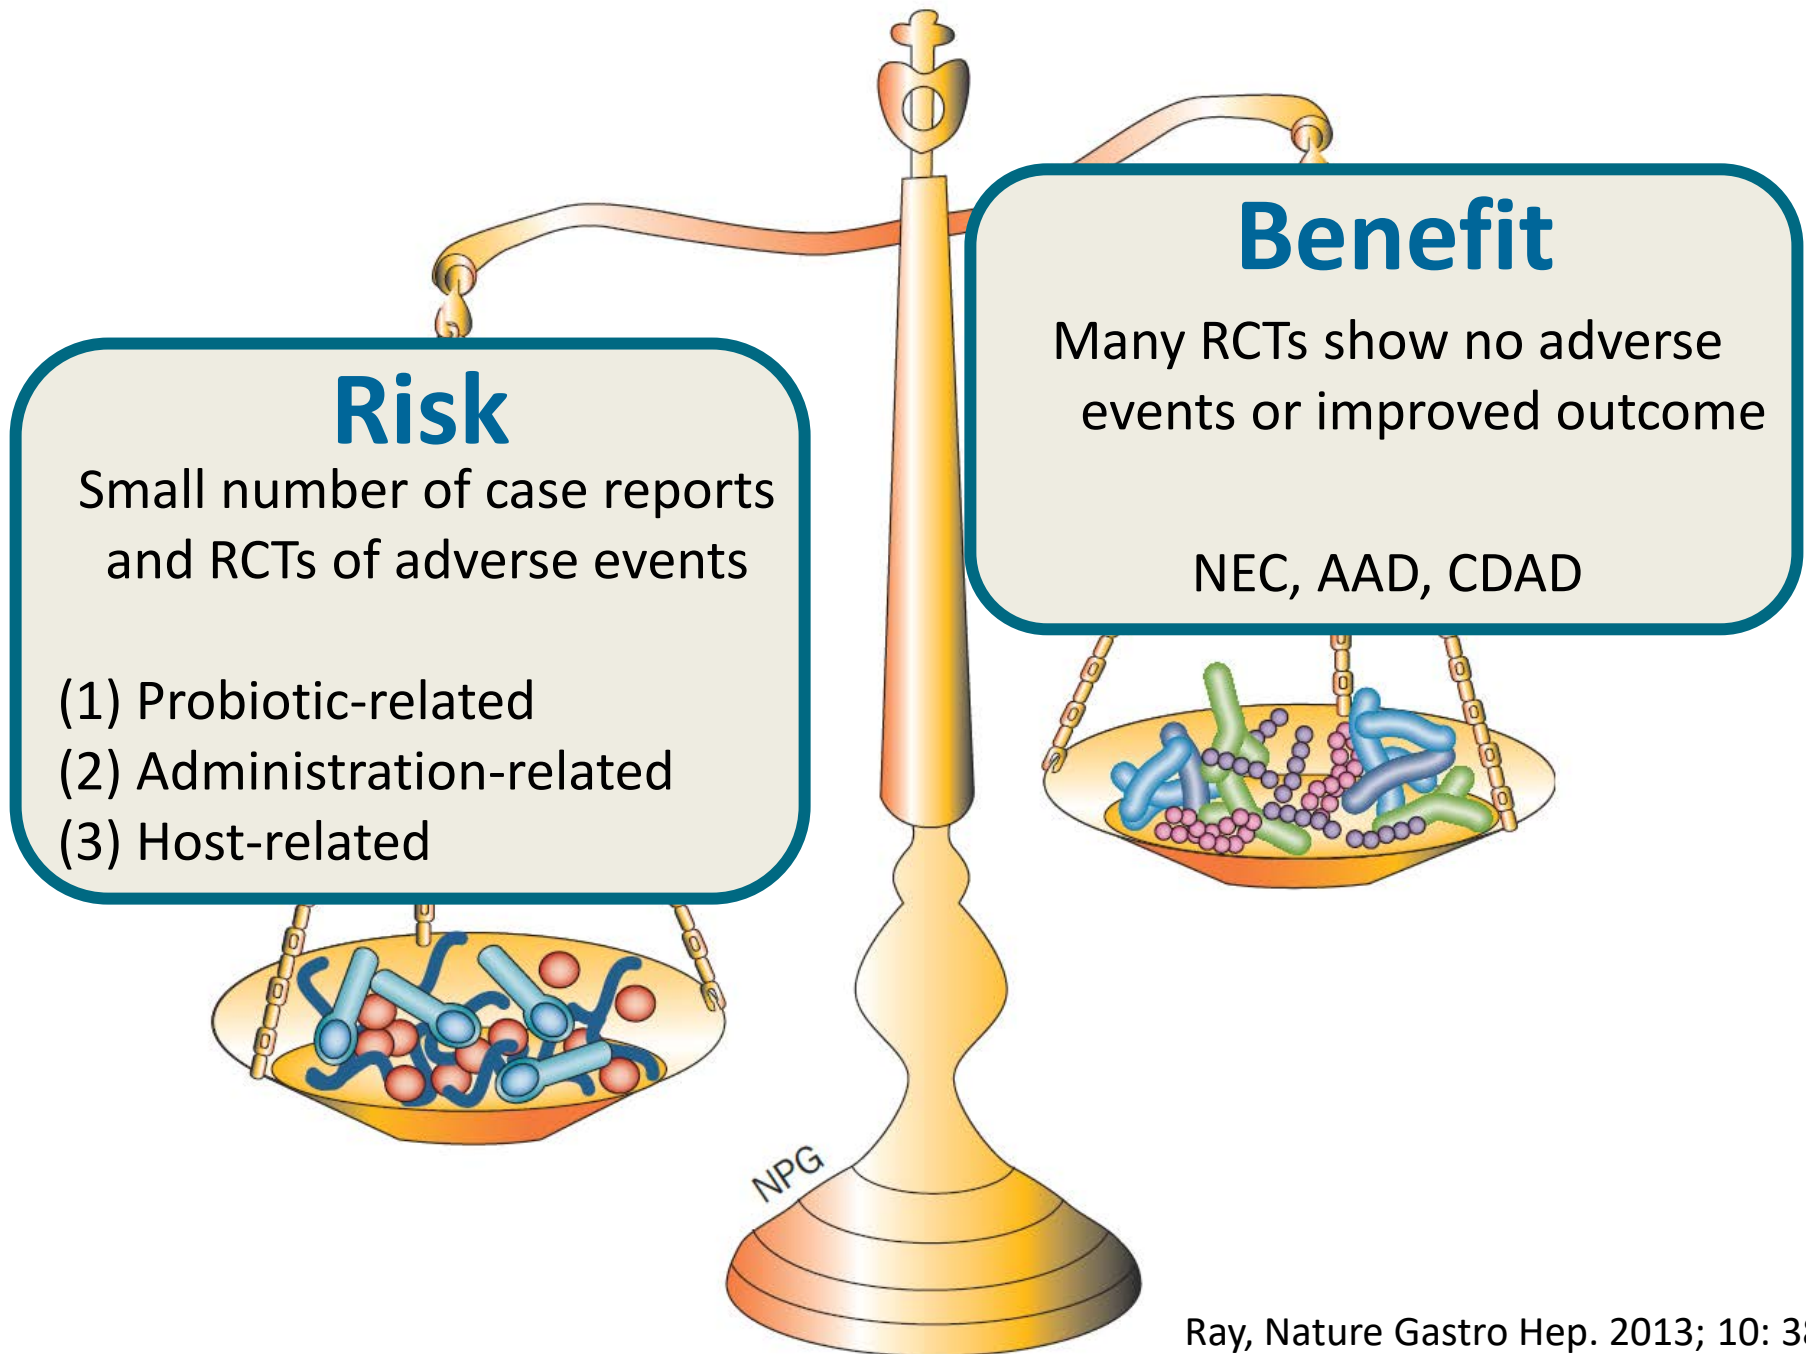 Benefit
Many RCTs show no adverse
events or improved outcome
NEC, AAD, CDAD
Risk
Small number of case reports
and RCTs of adverse events
(1) Probiotic-related
(2) Administration-related
(3) Host-related
NPG
Ray, Nature Gastro Hep. 2013; 10: